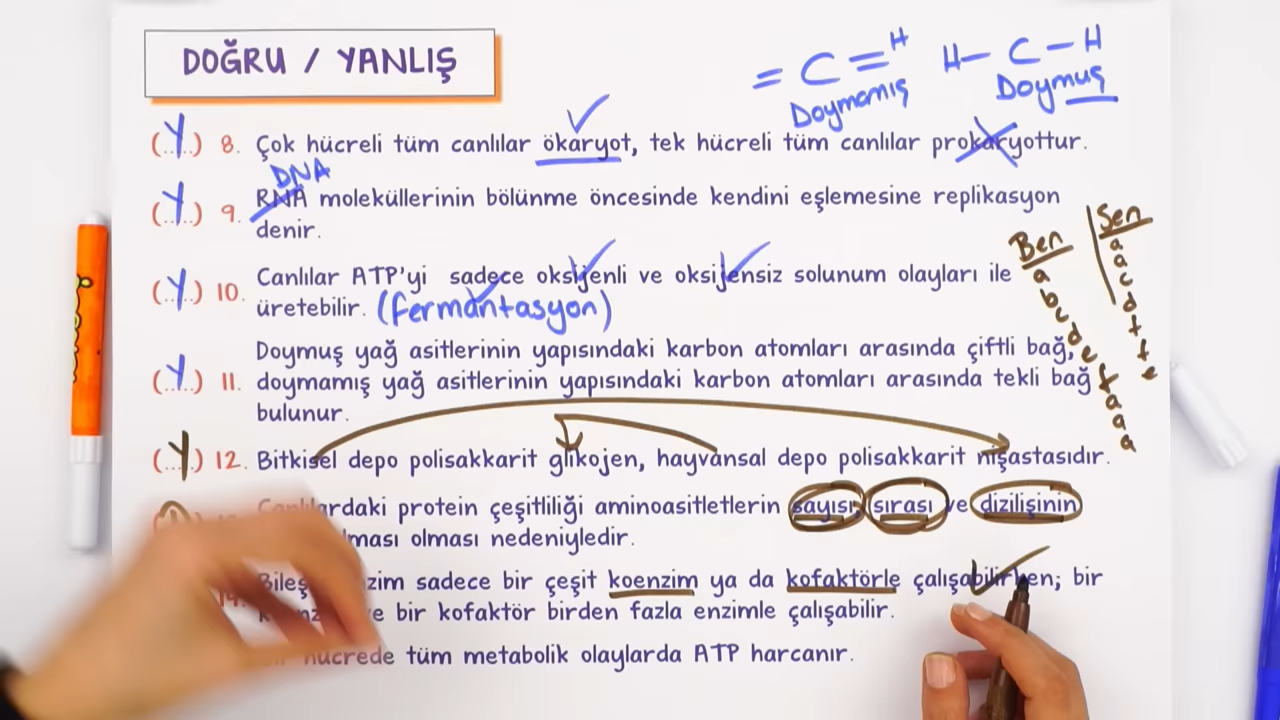 DOĞRU / YANLIŞ
= C = H
Doymamış
H - C - H
Doymuş
(Y) 8. Çok hücreli tüm canlılar ökaryot, tek hücreli tüm canlılar prokaryottur.
DNA
(Y) 9. RNA moleküllerinin bölünme öncesinde kendini eşlemesine replikasyon
denir.
(Y) 10. Canlılar ATP'yi sadece oksijenli ve oksijensiz solunum olayları ile
üretebilir. (fermantasyon)
Ben
a
b
c
d
e
f
a
a
a
Sen
a
a
c
d
f
f
e
(Y) 11. Doymuş yağ asitlerinin yapısındaki karbon atomları arasında çiftli bağ,
doymamış yağ asitlerinin yapısındaki karbon atomları arasında tekli bağ
bulunur.
(Y) 12. Bitkisel depo polisakkarit glikojen, hayvansal depo polisakkarit nişastasıdır.
protein çeşitliliği aminoasitletlerin sayısı, sırası ve dizilişinin
olması nedeniyledir.
sadece bir çeşit koenzim ya da kofaktörle çalışabilirken; bir
bir kofaktör birden fazla enzimle çalışabilir.
hücrede tüm metabolik olaylarda ATP harcanır.